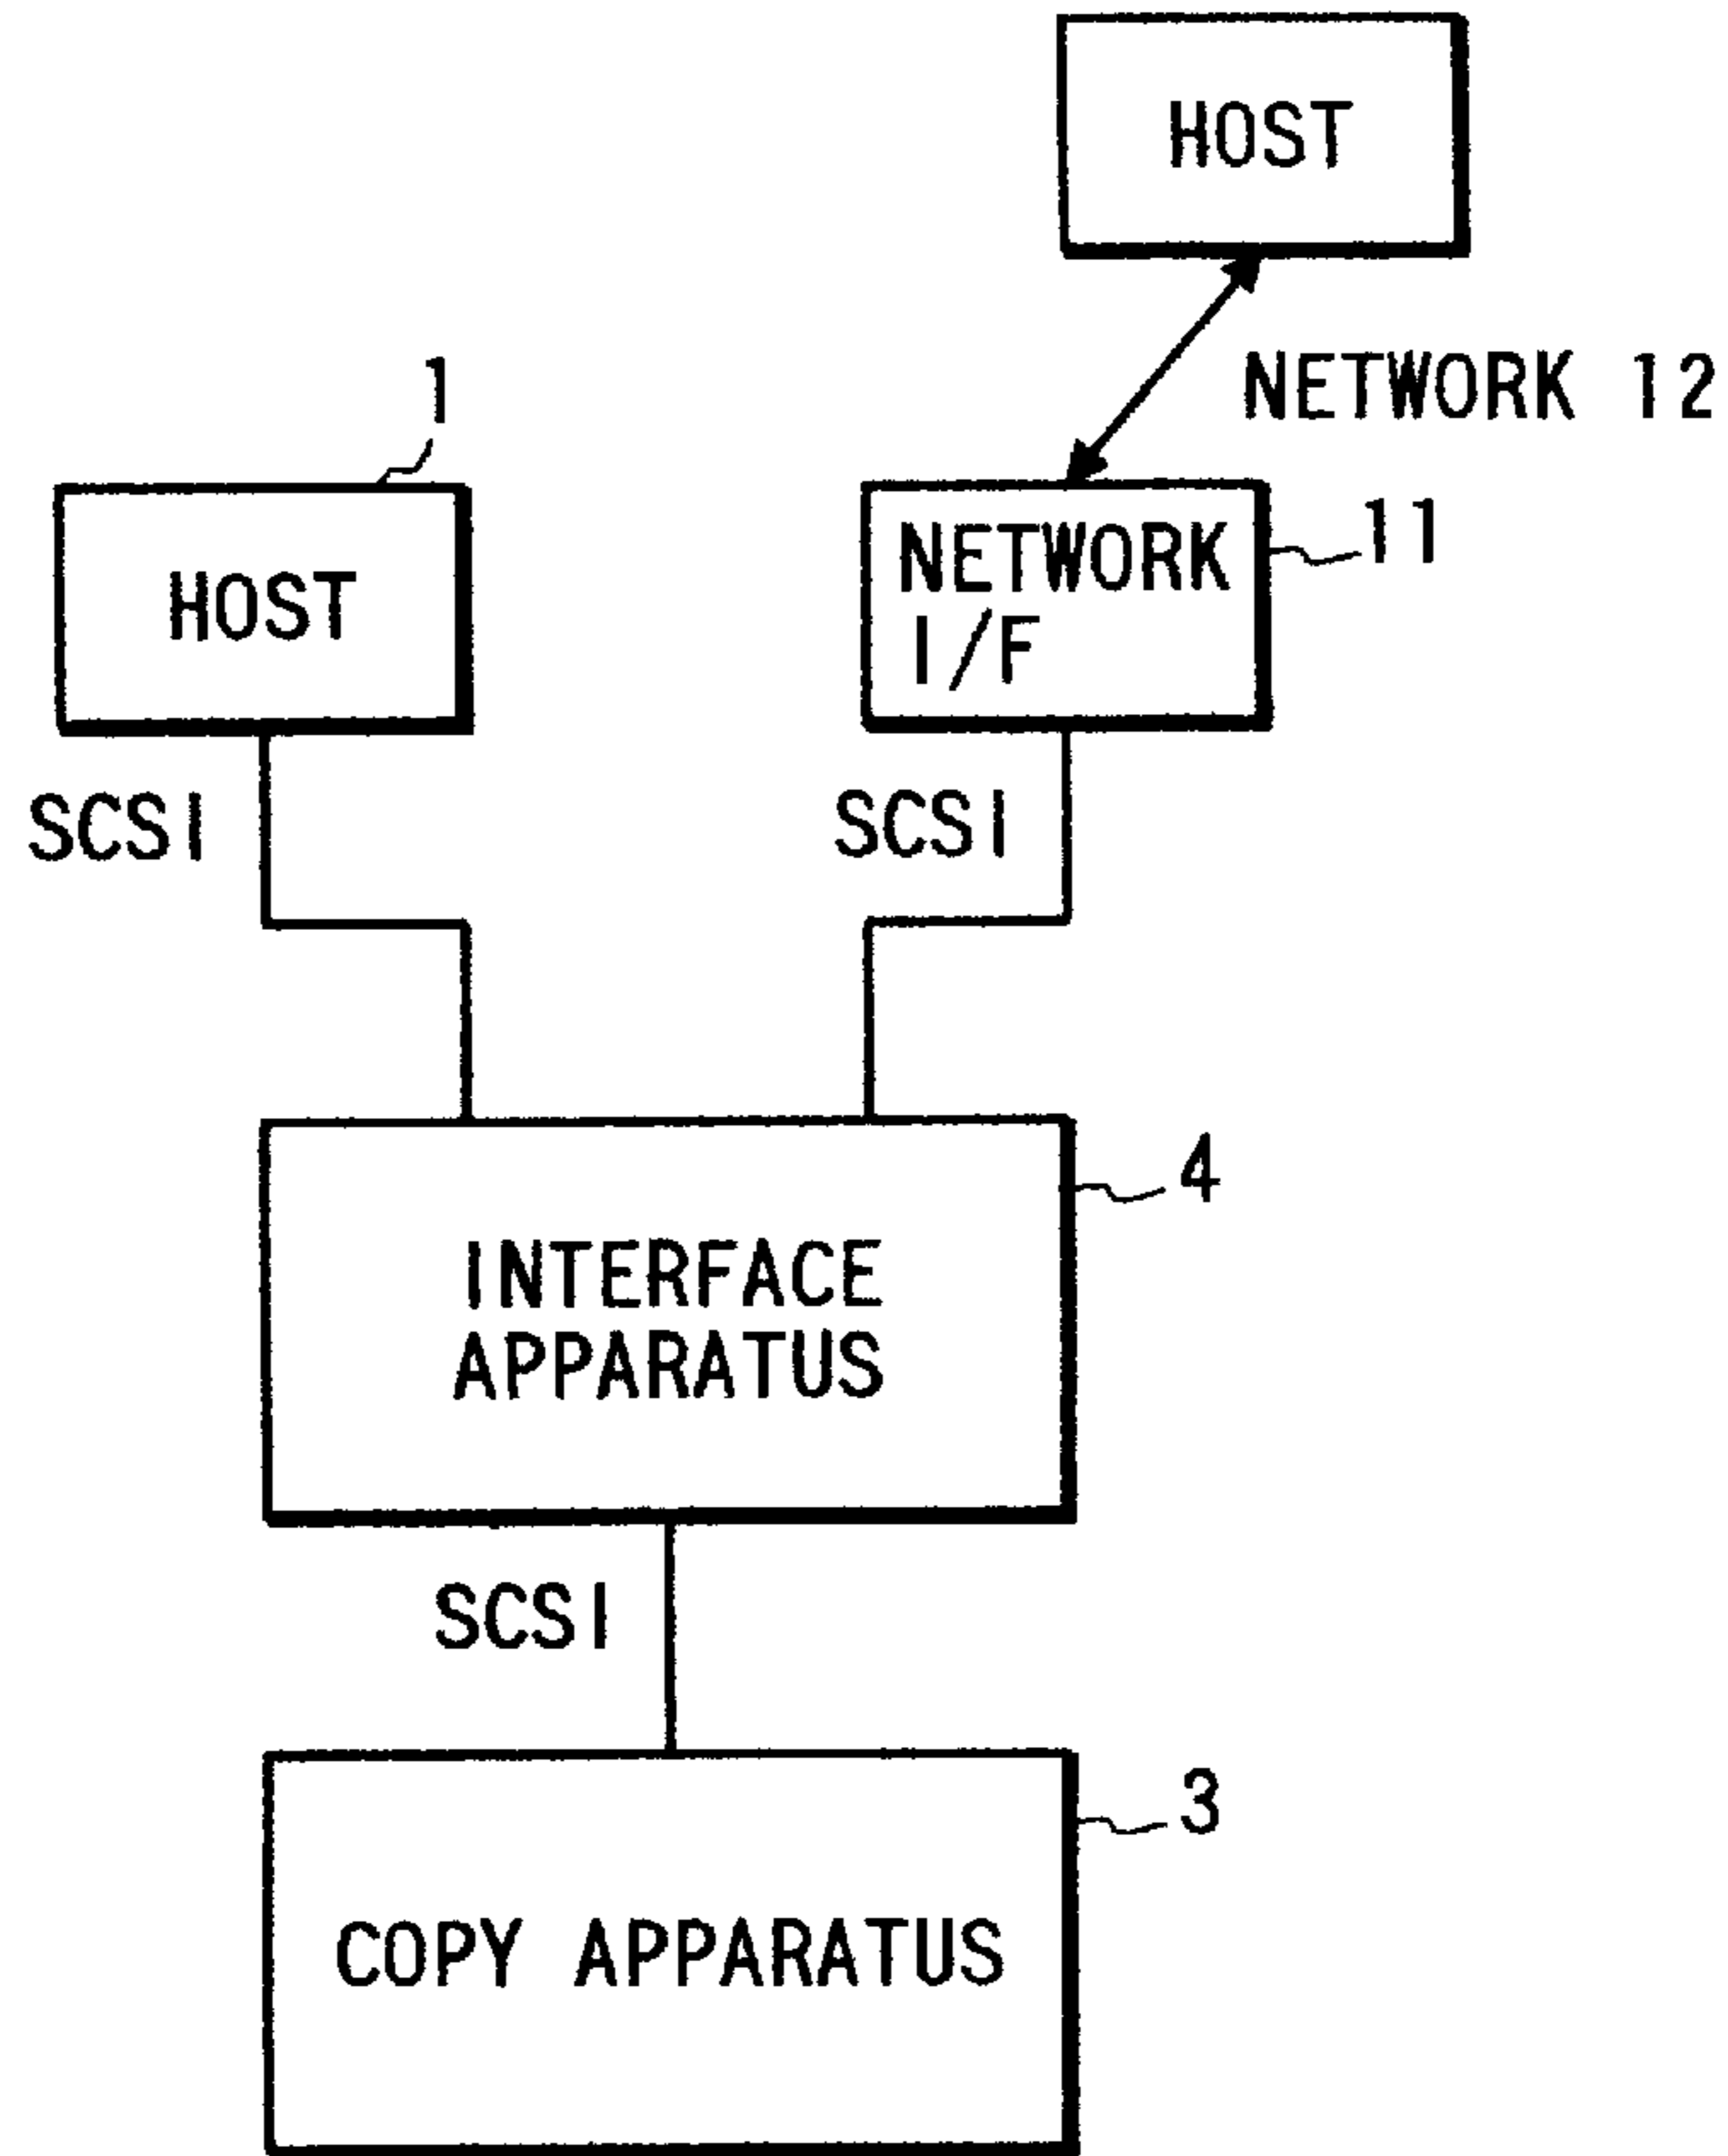 HOST
NETWORK 12
1
HOST
NETWORK
I/F
11
SCSI
SCSI
4
INTERFACE
APPARATUS
SCSI
3
COPY APPARATUS